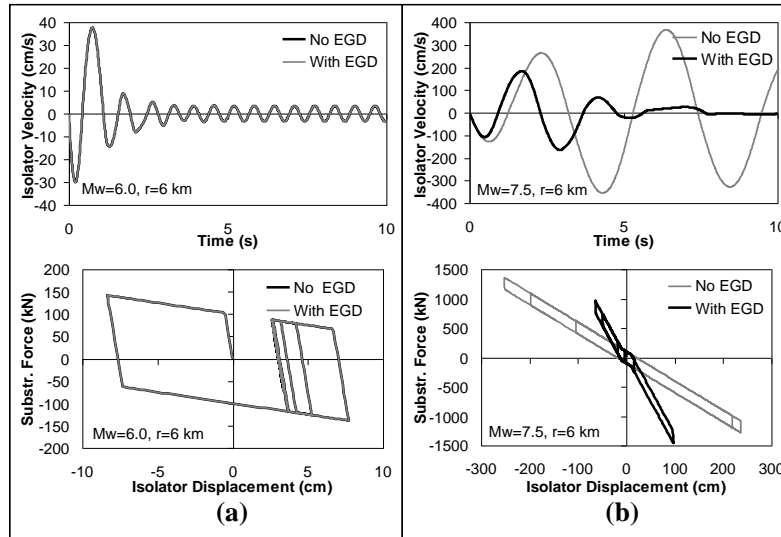 40
30
20
10
0
-10
-20
-30
-40
Isolator Velocity (cm/s)
No EGD
With EGD
Mw=6.0, r=6 km
0 5 10
Time (s)
200
150
100
50
0
-50
-100
-150
-200
Substr. Force (kN)
No EGD
With EGD
Mw=6.0, r=6 km
-10 -5 0 5 10
Isolator Displacement (cm)
(a)
400
300
200
100
0
-100
-200
-300
-400
Isolator Velocity (cm/s)
No EGD
With EGD
Mw=7.5, r=6 km
0 5 10
Time (s)
1500
1000
500
0
-500
-1000
-1500
Substr. Force (kN)
No EGD
With EGD
Mw=7.5, r=6 km
-300 -200 -100 0 100 200 300
Isolator Displacement (cm)
(b)